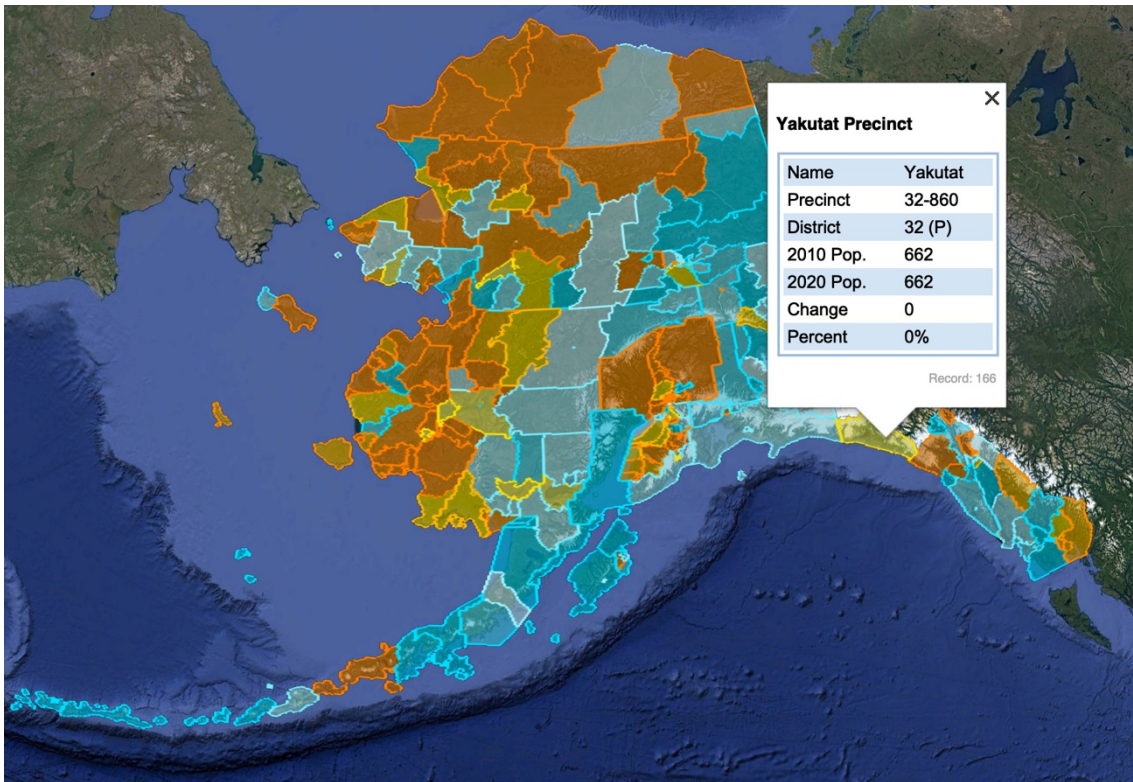 Yakutat Precinct
Name Yakutat
Precinct 32-860
District 32 (P)
2010 Pop. 662
2020 Pop. 662
Change 0
Percent 0%
Record: 166